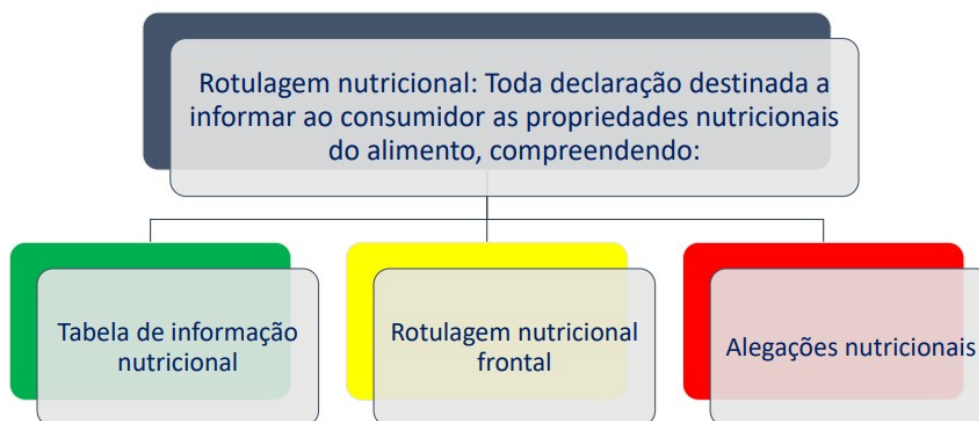 Rotulagem nutricional: Toda declaração destinada a
informar ao consumidor as propriedades nutricionais
do alimento, compreendendo:
Tabela de informação
nutricional
Rotulagem nutricional
frontal
Alegações nutricionais